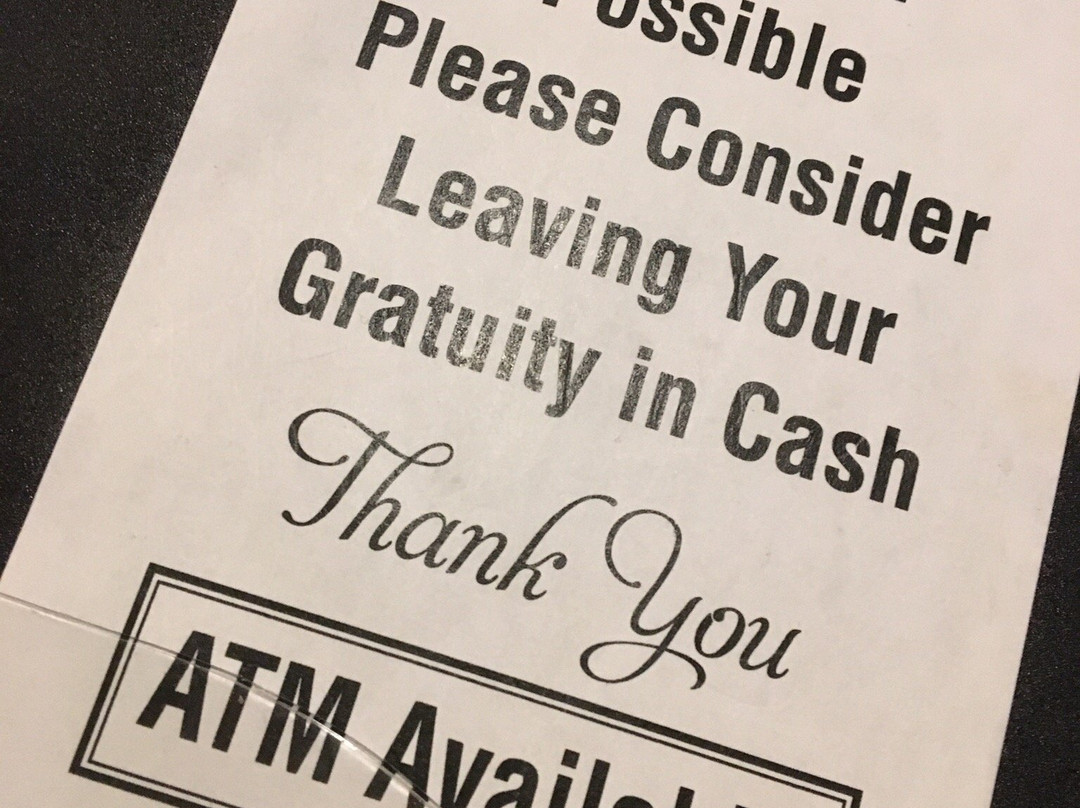 Possible
Please Consider
Leaving Your
Gratuity in Cash
Thank You
ATM